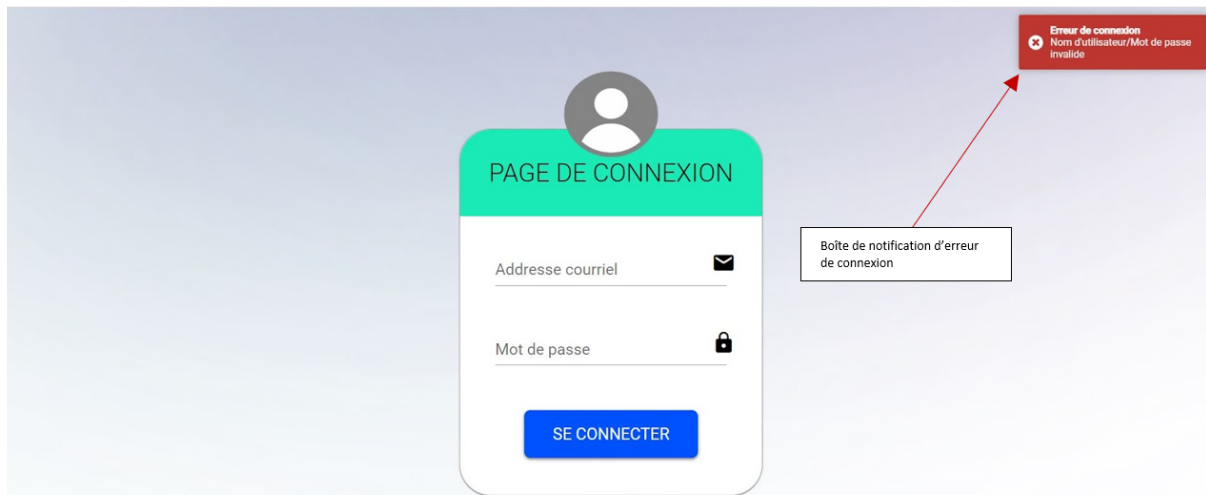 Erreur de connexion
Nom d'utilisateur/Mot de passe
invalide
PAGE DE CONNEXION
Boîte de notification d’erreur
de connexion
Addresse courriel
Mot de passe
SE CONNECTER